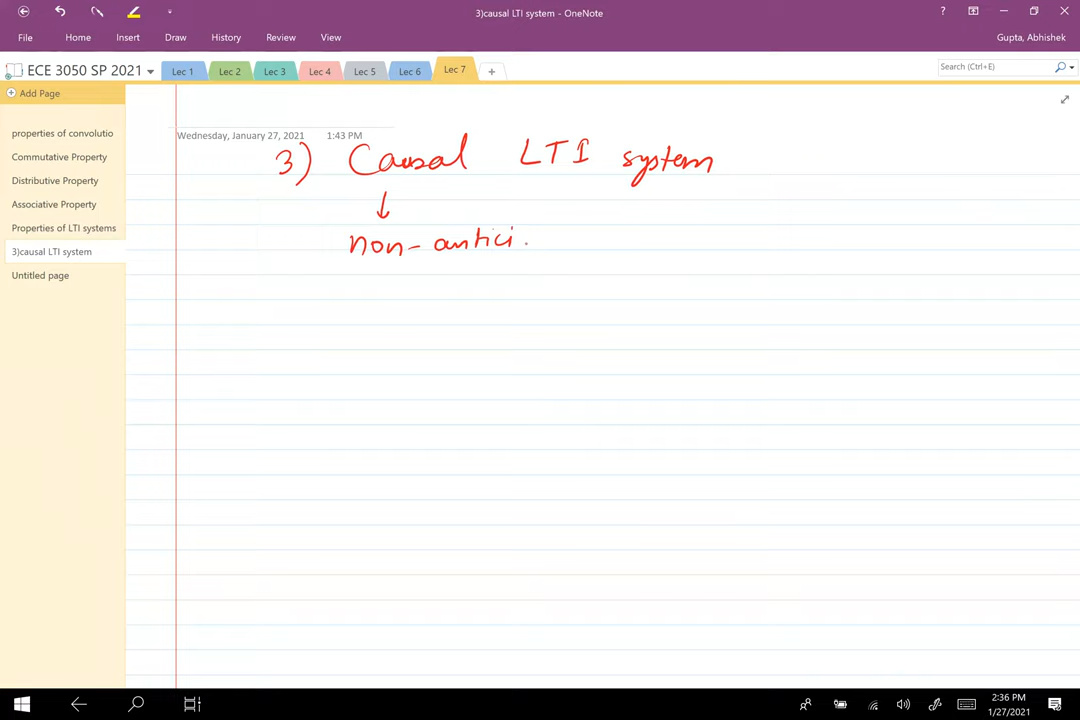 3)causal LTI system - OneNote
?
File
Home
Insert
Draw
History
Review
View
Gupta, Abhishek
ECE 3050 SP 2021
Lec 1
Lec 2
Lec 3
Lec 4
Lec 5
Lec 6
Lec 7
+
Search (Ctrl+E)
Add Page
properties of convolutio
Commutative Property
Distributive Property
Associative Property
Properties of LTI systems
3)causal LTI system
Untitled page
Wednesday, January 27, 2021 1:43 PM
3) Causal LTI system
↓
non-antici
2:36 PM
1/27/2021